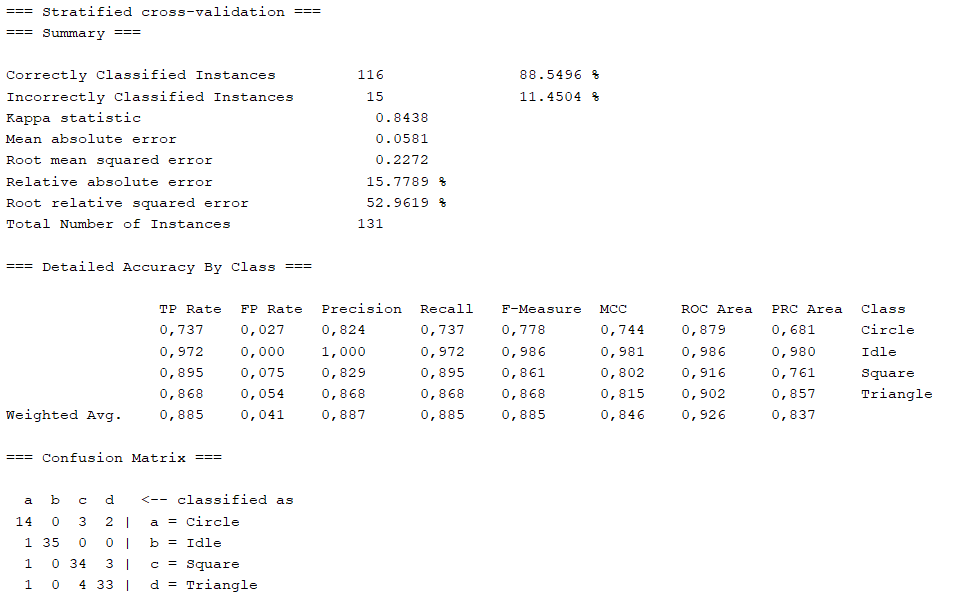 === Stratified cross-validation ===
=== Summary ===
Correctly Classified Instances         116               88.5496 %
Incorrectly Classified Instances        15               11.4504 %
Kappa statistic                          0.8438
Mean absolute error                      0.0581
Root mean squared error                  0.2272
Relative absolute error                 15.7789 %
Root relative squared error             52.9619 %
Total Number of Instances              131
=== Detailed Accuracy By Class ===
                 TP Rate  FP Rate  Precision  Recall   F-Measure  MCC      ROC Area  PRC Area  Class
                 0,737    0,027    0,824      0,737    0,778      0,744    0,879     0,681     Circle
                 0,972    0,000    1,000      0,972    0,986      0,981    0,986     0,980     Idle
                 0,895    0,075    0,829      0,895    0,861      0,802    0,916     0,761     Square
                 0,868    0,054    0,868      0,868    0,868      0,815    0,902     0,857     Triangle
Weighted Avg.    0,885    0,041    0,887      0,885    0,885      0,846    0,926     0,837
=== Confusion Matrix ===
  a  b  c  d   <-- classified as
 14  0  3  2 |  a = Circle
  1 35  0  0 |  b = Idle
  1  0 34  3 |  c = Square
  1  0  4 33 |  d = Triangle